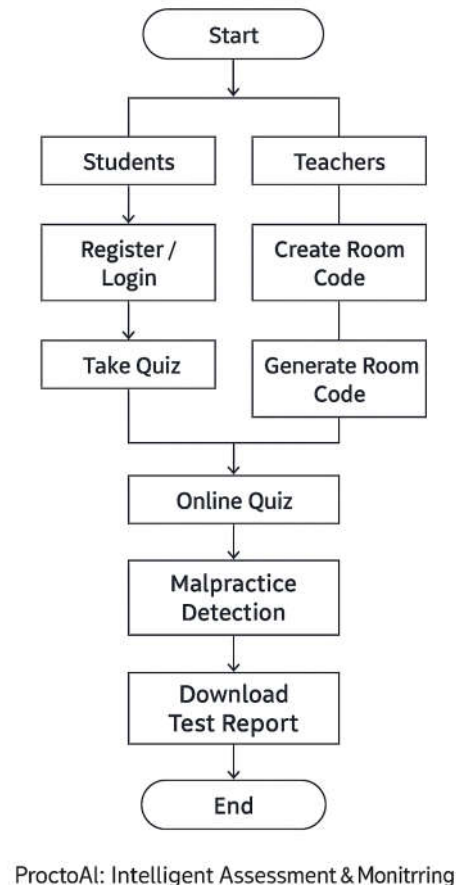 Start
Students
Teachers
Register /
Login
Create Room
Code
Take Quiz
Generate Room
Code
Online Quiz
Malpractice
Detection
Download
Test Report
End
ProctoAl: Intelligent Assessment & Monitrring